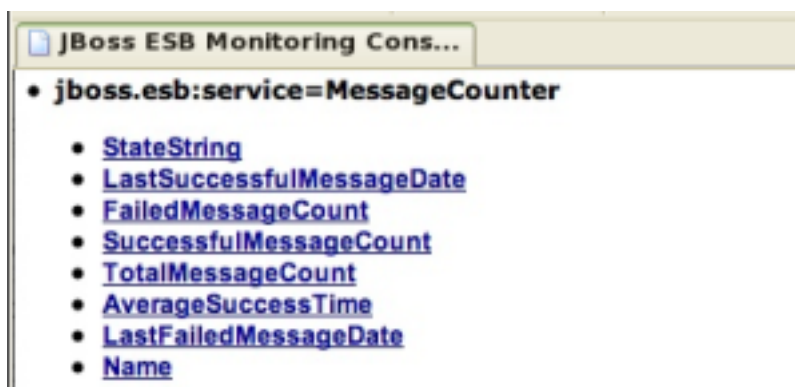 JBoss ESB Monitoring Cons...
jboss.esb:service=MessageCounter
StateString
LastSuccessfulMessageDate
FailedMessageCount
SuccessfulMessageCount
TotalMessageCount
AverageSuccessTime
LastFailedMessageDate
Name